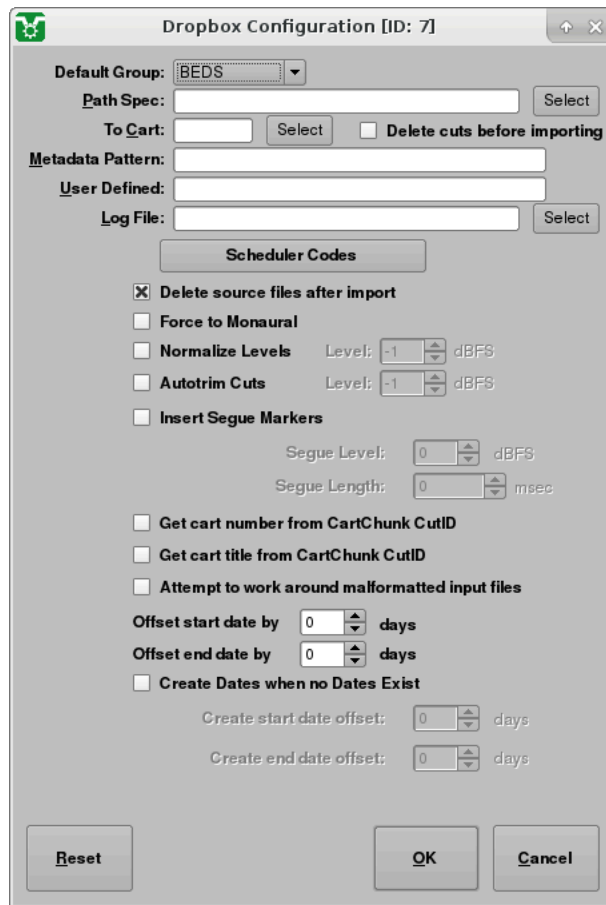 Dropbox Configuration [ID: 7]
Default Group: BEDS
Path Spec: Select
To Cart: Select Delete cuts before importing
Metadata Pattern:
User Defined:
Log File: Select
Scheduler Codes
Delete source files after import
Force to Monaural
Normalize Levels Level: -1 dBFS
Autotrim Cuts Level: -1 dBFS
Insert Segue Markers
Segue Level: 0 dBFS
Segue Length: 0 msec
Get cart number from CartChunk CutID
Get cart title from CartChunk CutID
Attempt to work around malformatted input files
Offset start date by 0 days
Offset end date by 0 days
Create Dates when no Dates Exist
Create start date offset: 0 days
Create end date offset: 0 days
Reset OK Cancel